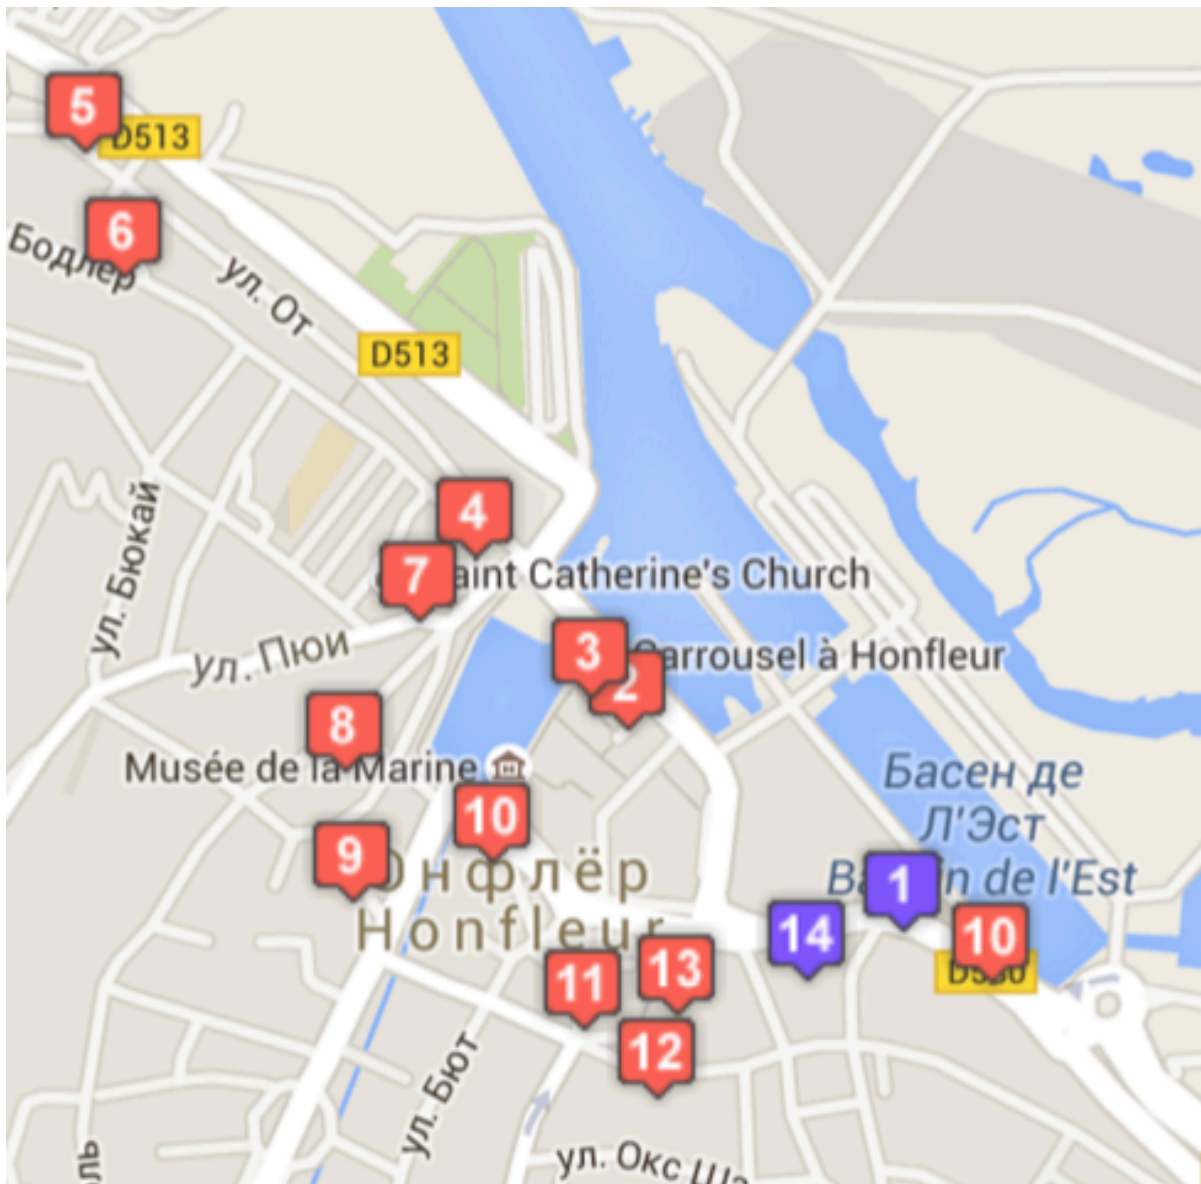 5
D513
6
Бодлер
ул. От
D513
4
7
Saint Catherine's Church
ул. Бюкай
ул. Пюи
3
Carrousel à Honfleur
2
8
Musée de la Marine
10
Басен де
Л'Эст
Bassin de l'Est
9
Онфлёр
Honfleur
1
14
10
13
11
12
ул. Бют
ул. Окс Ша